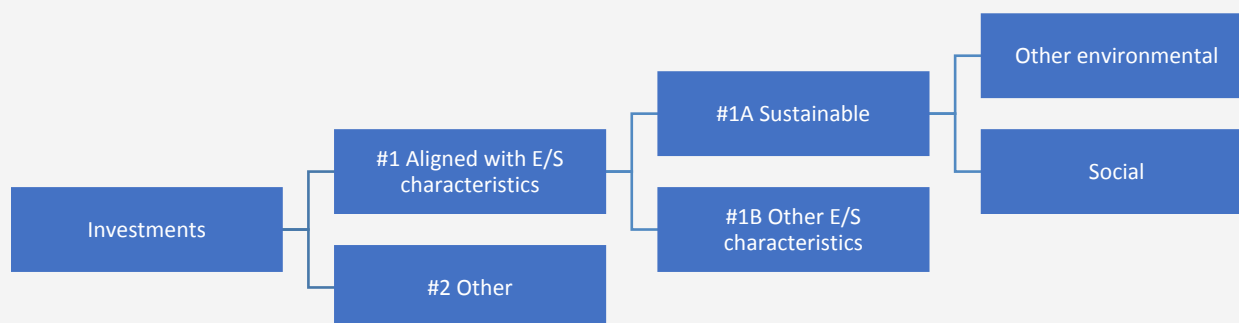 Investments
#1 Aligned with E/S
characteristics
#2 Other
#1A Sustainable
#1B Other E/S
characteristics
Other environmental
Social